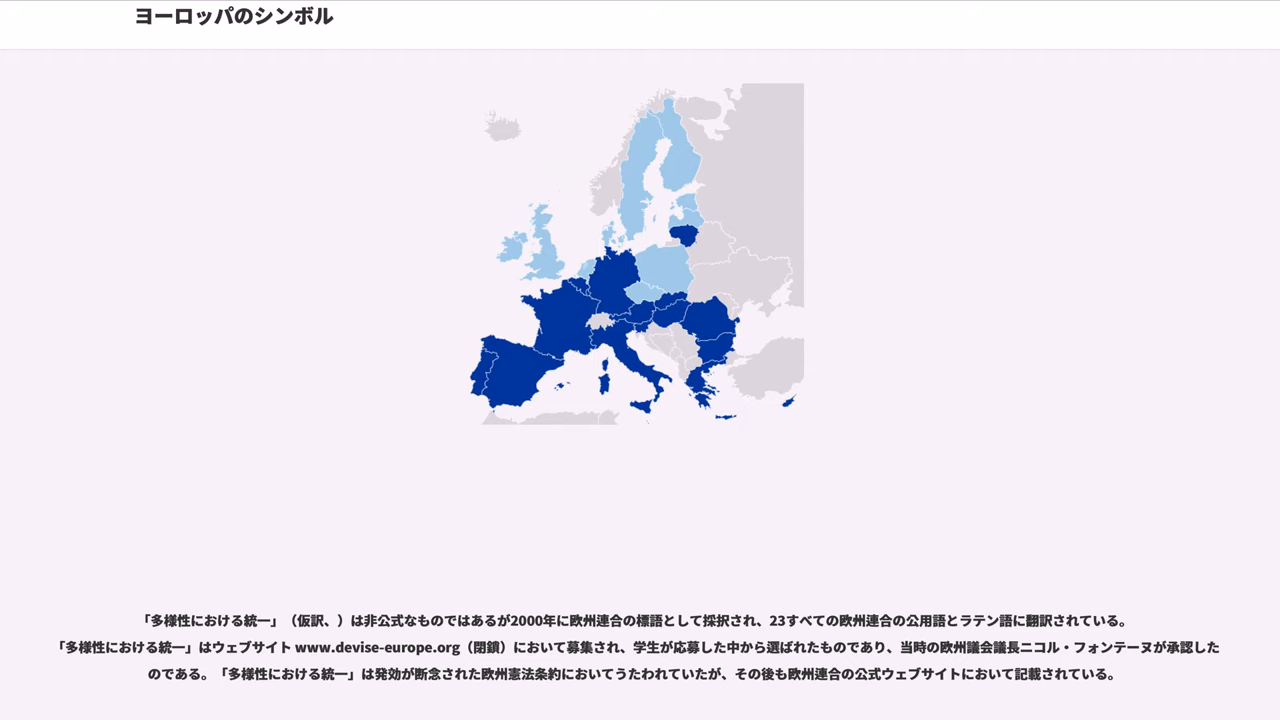 ヨーロッパのシンボル
「多様性における統一」（仮訳、）は非公式なものではあるが2000年に欧州連合の標語として採択され、23すべての欧州連合の公用語とラテン語に翻訳されている。
「多様性における統一」はウェブサイト www.devise-europe.org（閉鎖）において募集され、学生が応募した中から選ばれたものであり、当時の欧州議会議長ニコル・フォンテーヌが承認した
のである。「多様性における統一」は発効が断念された欧州憲法条約においてうたわれていたが、その後も欧州連合の公式ウェブサイトにおいて記載されている。